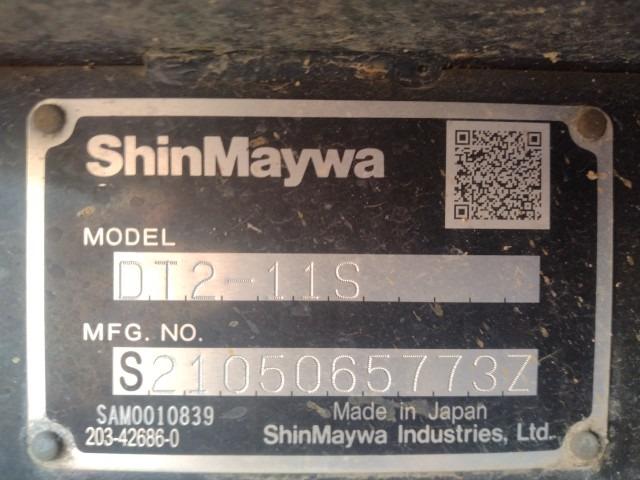 ShinMaywa
MODEL
DT2-11S
MFG. NO.
S2105065773Z
SAM0010839
203-42686-0
Made in Japan
ShinMaywa Industries, Ltd.